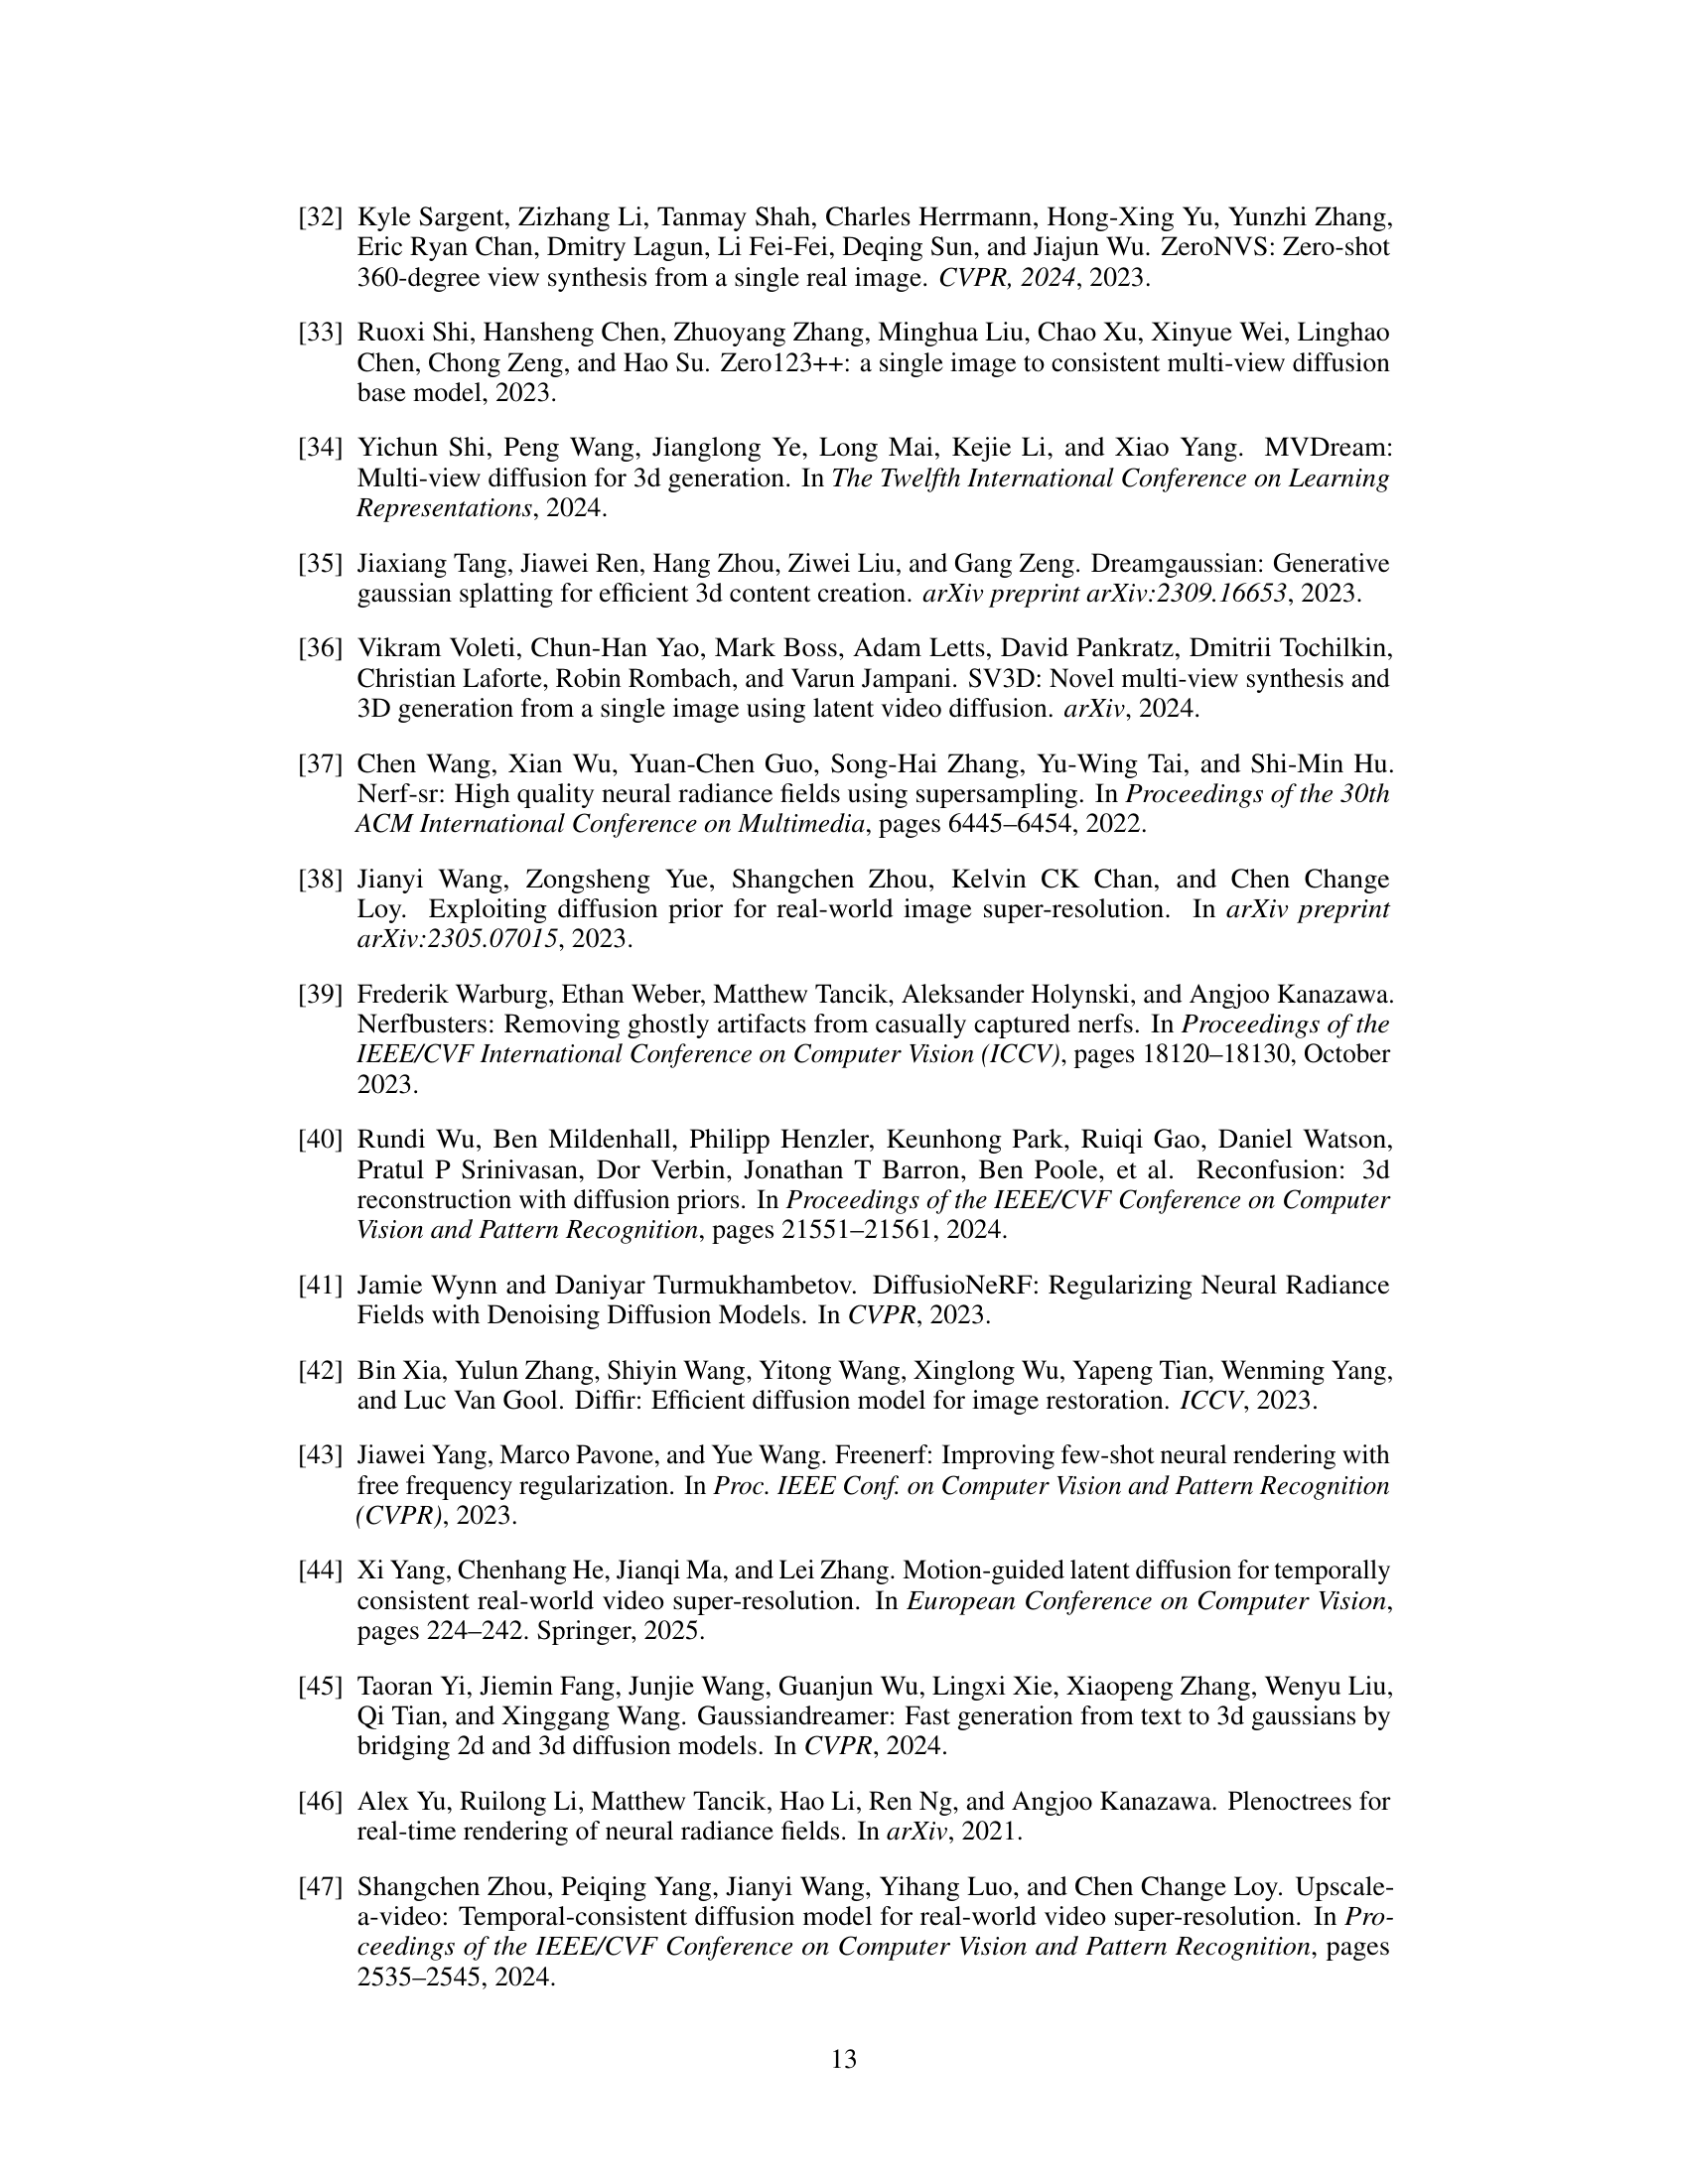 [32] Kyle Sargent, Zizhang Li, Tanmay Shah, Charles Herrmann, Hong-Xing Yu, Yunzhi Zhang,
Eric Ryan Chan, Dmitry Lagun, Li Fei-Fei, Deqing Sun, and Jiajun Wu. ZeroNVS: Zero-shot
360-degree view synthesis from a single real image. CVPR, 2024, 2023.
[33] Ruoxi Shi, Hansheng Chen, Zhuoyang Zhang, Minghua Liu, Chao Xu, Xinyue Wei, Linghao
Chen, Chong Zeng, and Hao Su. Zero123++: a single image to consistent multi-view diffusion
base model, 2023.
[34] Yichun Shi, Peng Wang, Jianglong Ye, Long Mai, Kejie Li, and Xiao Yang. MVDream:
Multi-view diffusion for 3d generation. In The Twelfth International Conference on Learning
Representations, 2024.
[35] Jiaxiang Tang, Jiawei Ren, Hang Zhou, Ziwei Liu, and Gang Zeng. Dreamgaussian: Generative
gaussian splatting for efficient 3d content creation. arXiv preprint arXiv:2309.16653, 2023.
[36] Vikram Voleti, Chun-Han Yao, Mark Boss, Adam Letts, David Pankratz, Dmitrii Tochilkin,
Christian Laforte, Robin Rombach, and Varun Jampani. SV3D: Novel multi-view synthesis and
3D generation from a single image using latent video diffusion. arXiv, 2024.
[37] Chen Wang, Xian Wu, Yuan-Chen Guo, Song-Hai Zhang, Yu-Wing Tai, and Shi-Min Hu.
Nerf-sr: High quality neural radiance fields using supersampling. In Proceedings of the 30th
ACM International Conference on Multimedia, pages 6445–6454, 2022.
[38] Jianyi Wang, Zongsheng Yue, Shangchen Zhou, Kelvin CK Chan, and Chen Change
Loy. Exploiting diffusion prior for real-world image super-resolution. In arXiv preprint
arXiv:2305.07015, 2023.
[39] Frederik Warburg, Ethan Weber, Matthew Tancik, Aleksander Holynski, and Angjoo Kanazawa.
Nerfbusters: Removing ghostly artifacts from casually captured nerfs. In Proceedings of the
IEEE/CVF International Conference on Computer Vision (ICCV), pages 18120–18130, October
2023.
[40] Rundi Wu, Ben Mildenhall, Philipp Henzler, Keunhong Park, Ruiqi Gao, Daniel Watson,
Pratul P Srinivasan, Dor Verbin, Jonathan T Barron, Ben Poole, et al. Reconfusion: 3d
reconstruction with diffusion priors. In Proceedings of the IEEE/CVF Conference on Computer
Vision and Pattern Recognition, pages 21551–21561, 2024.
[41] Jamie Wynn and Daniyar Turmukhambetov. DiffusioNeRF: Regularizing Neural Radiance
Fields with Denoising Diffusion Models. In CVPR, 2023.
[42] Bin Xia, Yulun Zhang, Shiyin Wang, Yitong Wang, Xinglong Wu, Yapeng Tian, Wenming Yang,
and Luc Van Gool. Diffir: Efficient diffusion model for image restoration. ICCV, 2023.
[43] Jiawei Yang, Marco Pavone, and Yue Wang. Freenerf: Improving few-shot neural rendering with
free frequency regularization. In Proc. IEEE Conf. on Computer Vision and Pattern Recognition
(CVPR), 2023.
[44] Xi Yang, Chenhang He, Jianqi Ma, and Lei Zhang. Motion-guided latent diffusion for temporally
consistent real-world video super-resolution. In European Conference on Computer Vision,
pages 224–242. Springer, 2025.
[45] Taoran Yi, Jiemin Fang, Junjie Wang, Guanjun Wu, Lingxi Xie, Xiaopeng Zhang, Wenyu Liu,
Qi Tian, and Xinggang Wang. Gaussiandreamer: Fast generation from text to 3d gaussians by
bridging 2d and 3d diffusion models. In CVPR, 2024.
[46] Alex Yu, Ruilong Li, Matthew Tancik, Hao Li, Ren Ng, and Angjoo Kanazawa. Plenoctrees for
real-time rendering of neural radiance fields. In arXiv, 2021.
[47] Shangchen Zhou, Peiqing Yang, Jianyi Wang, Yihang Luo, and Chen Change Loy. Upscale-
a-video: Temporal-consistent diffusion model for real-world video super-resolution. In Pro-
ceedings of the IEEE/CVF Conference on Computer Vision and Pattern Recognition, pages
2535–2545, 2024.
13